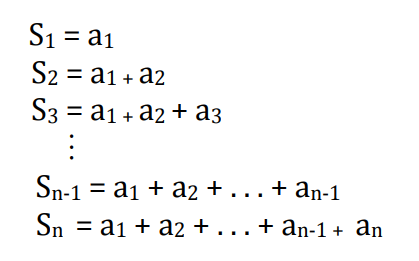 S₁ = a₁
S₂ = a₁ + a₂
S₃ = a₁ + a₂ + a₃
⋮
Sₙ₋₁ = a₁ + a₂ + . . . + aₙ₋₁
Sₙ = a₁ + a₂ + . . . + aₙ₋₁ + aₙ